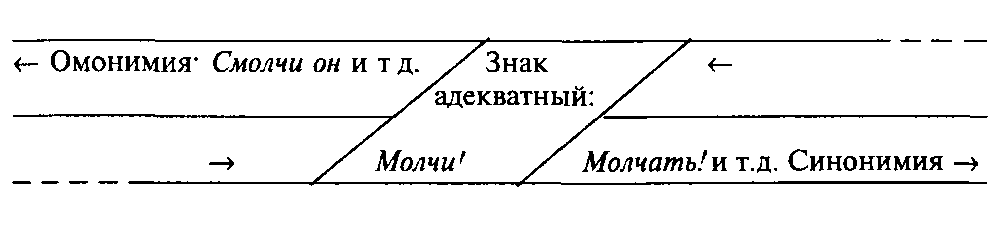 ← Омонимия· Смолчи он и т д. Знак ←
адекватный:
→ Молчи! Молчать! и т.д. Синонимия →